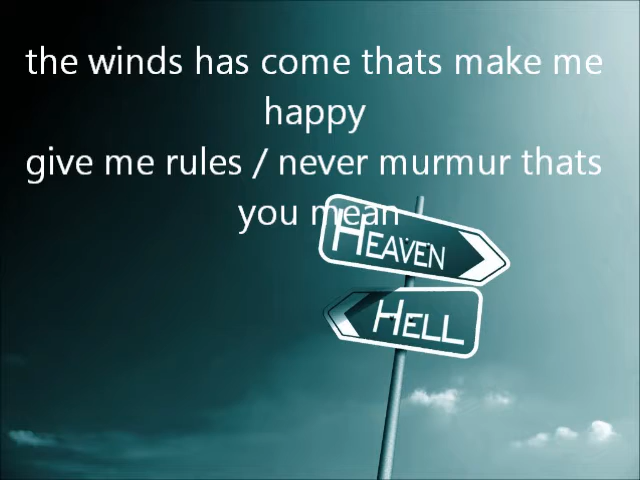 the winds has come thats make me
happy
give me rules / never murmur thats
you mean
HEAVEN
HELL